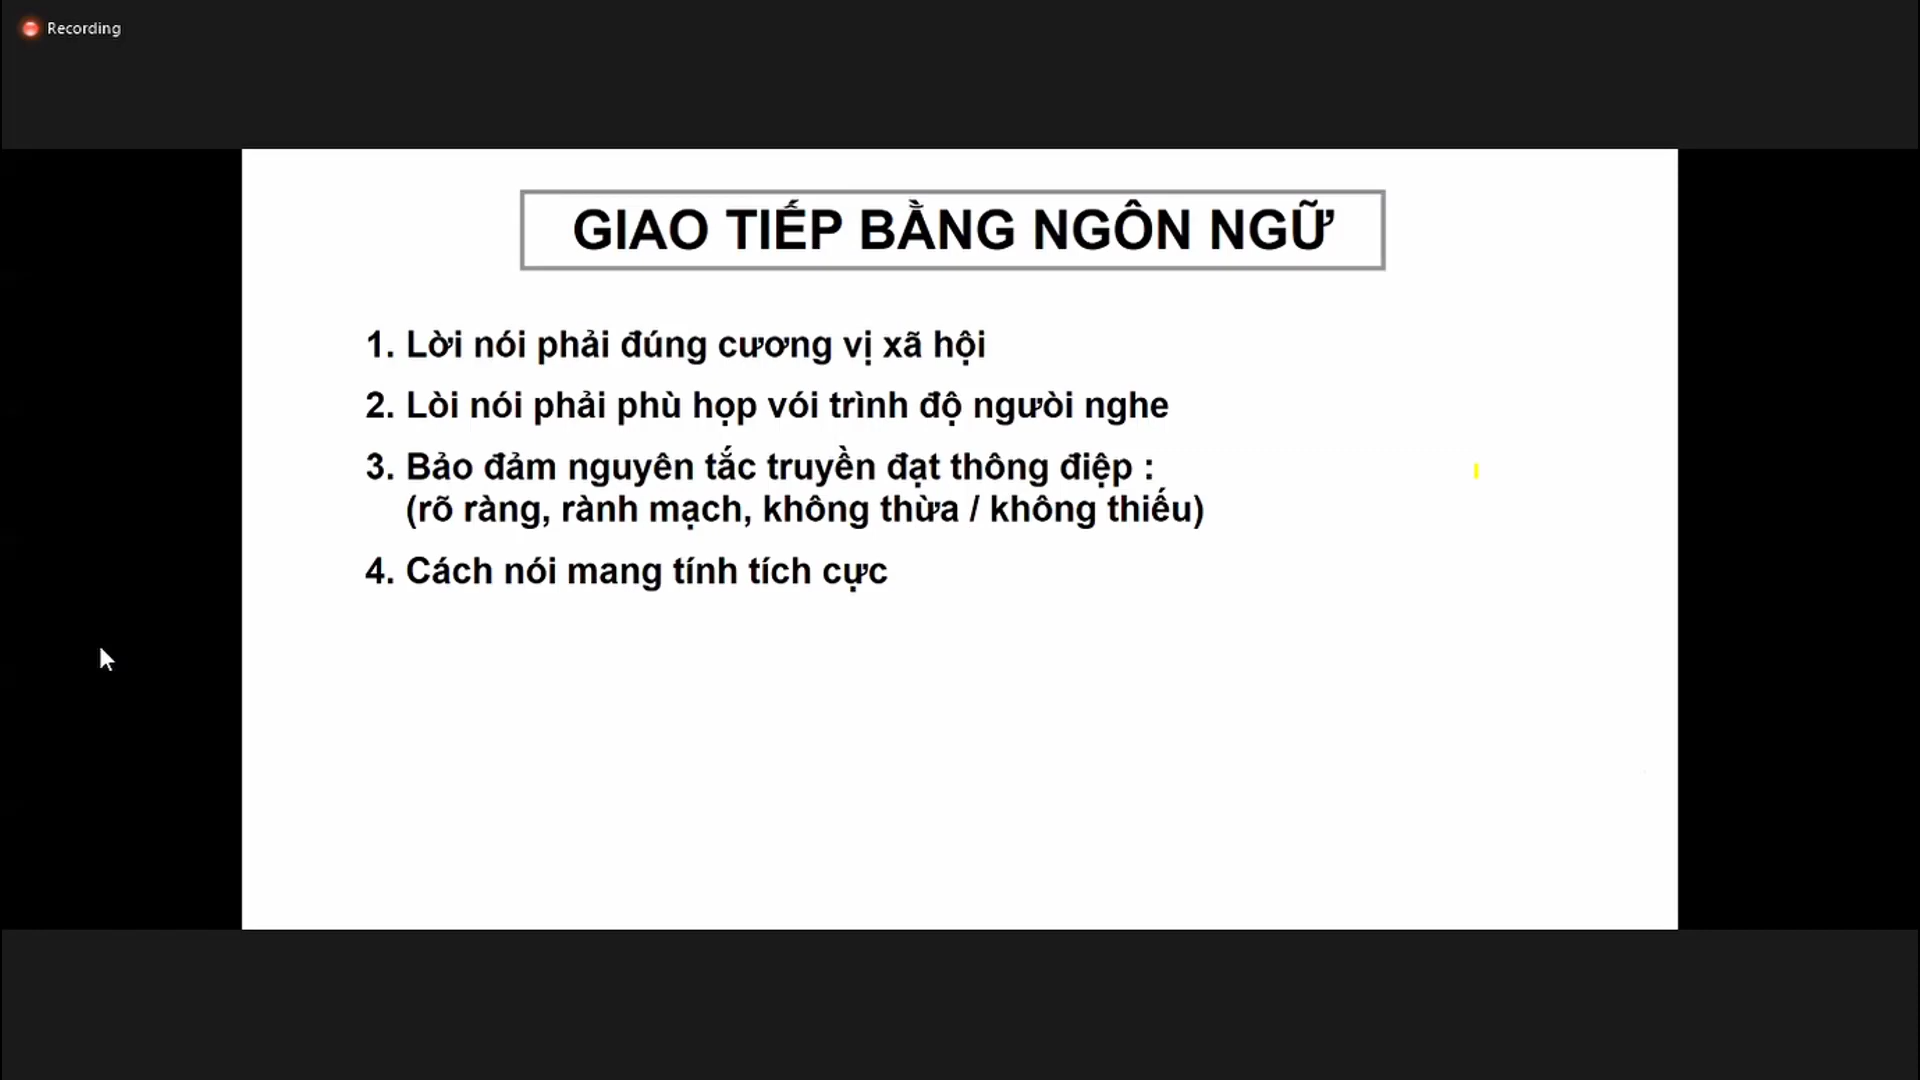 Recording
GIAO TIẾP BẰNG NGÔN NGỮ
1. Lời nói phải đúng cương vị xã hội
2. Lòi nói phải phù họp vói trình độ ngưòi nghe
3. Bảo đảm nguyên tắc truyền đạt thông điệp :
(rõ ràng, rành mạch, không thừa / không thiếu)
4. Cách nói mang tính tích cực